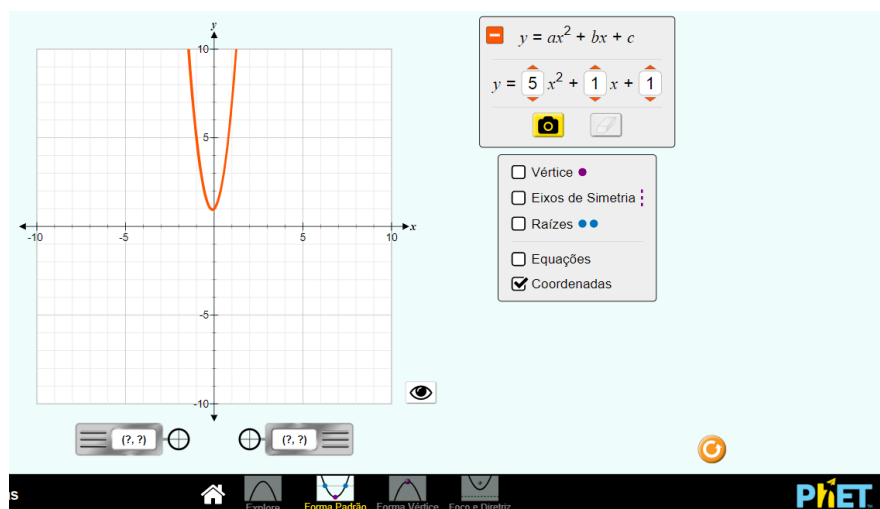 y = ax² + bx + c
y = 5 x² + 1 x + 1
Vértice
Eixos de Simetria
Raízes
Equações
Coordenadas
y
10
5
-10
-5
5
10
x
-5
-10
(?, ?)
(?, ?)
s
Explore
Forma Padrão
Forma Vértice
Foco e Diretriz
PhET